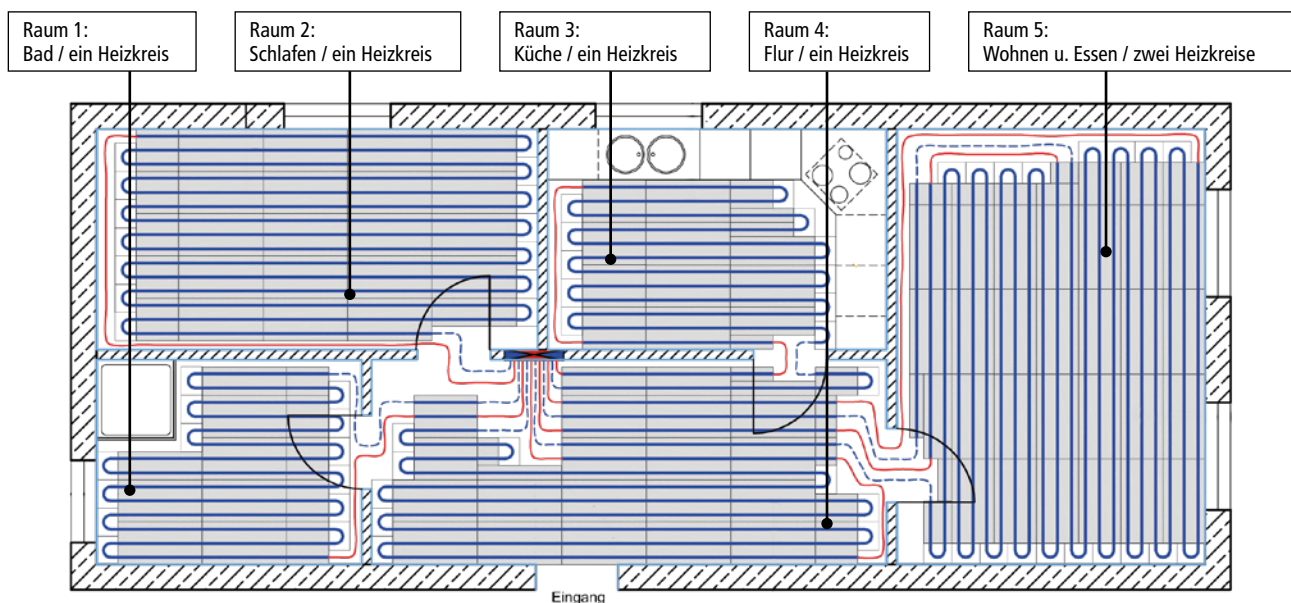 Raum 1:
Bad / ein Heizkreis
Raum 2:
Schlafen / ein Heizkreis
Raum 3:
Küche / ein Heizkreis
Raum 4:
Flur / ein Heizkreis
Raum 5:
Wohnen u. Essen / zwei Heizkreise
Eingang